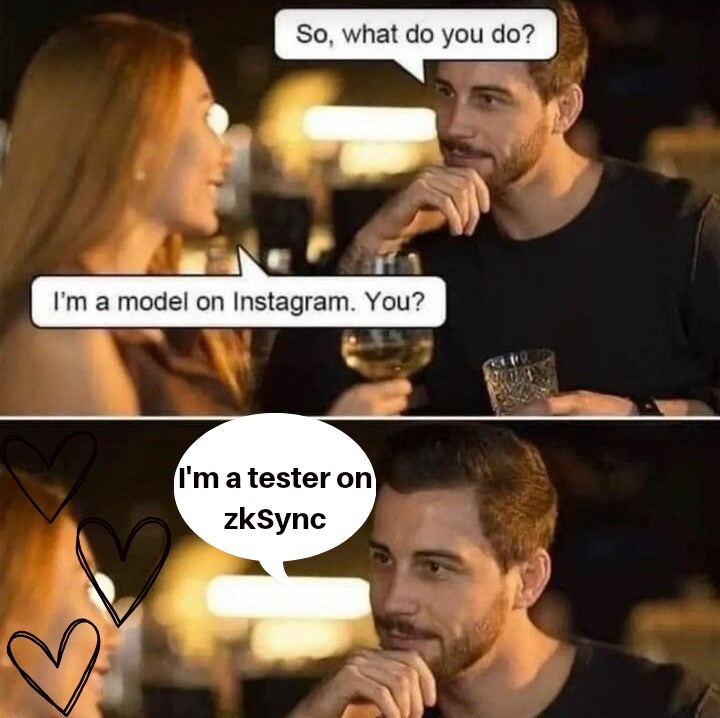 So, what do you do?
I'm a model on Instagram. You?
I'm a tester on
zkSync